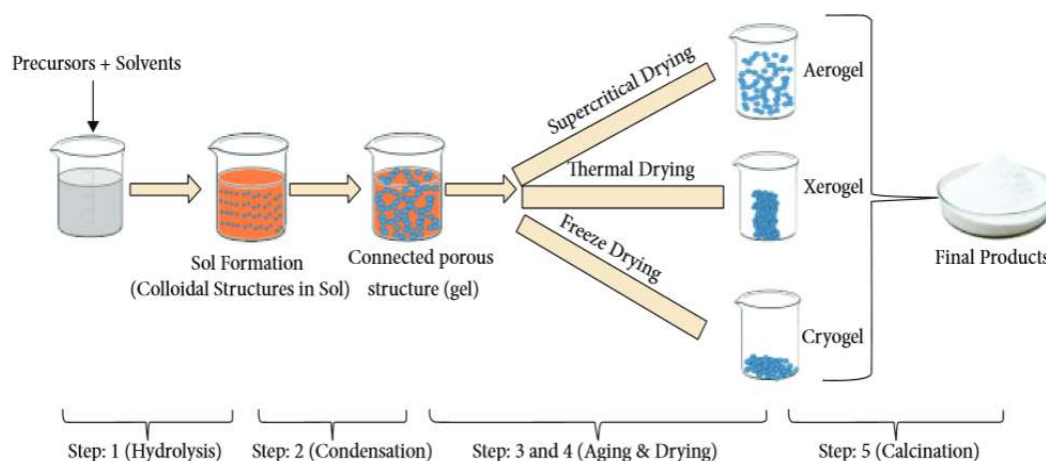 Precursors + Solvents
Sol Formation
(Colloidal Structures in Sol)
Connected porous
structure (gel)
Supercritical Drying
Thermal Drying
Freeze Drying
Aerogel
Xerogel
Cryogel
Final Products
Step: 1 (Hydrolysis)
Step: 2 (Condensation)
Step: 3 and 4 (Aging & Drying)
Step: 5 (Calcination)